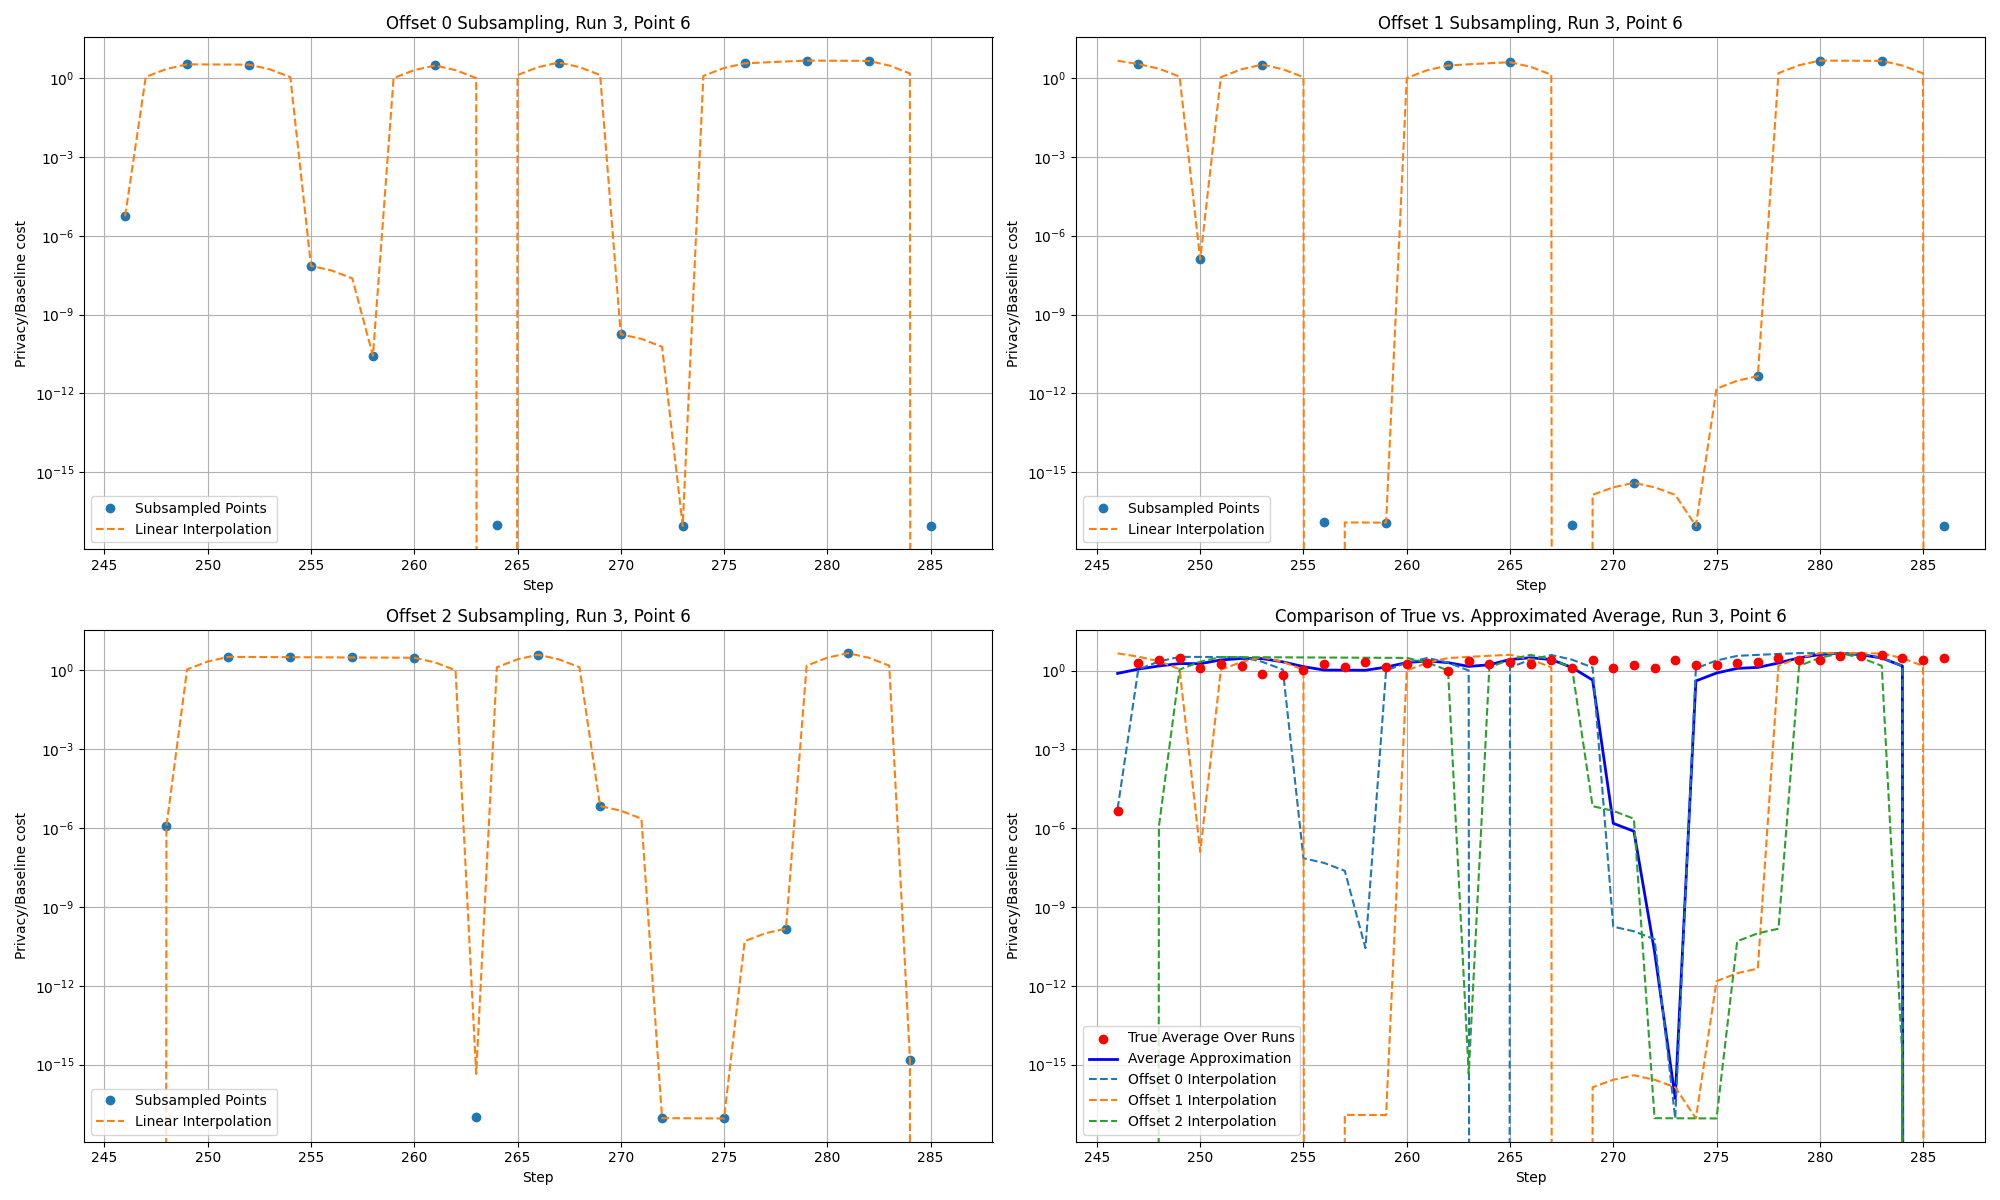 Offset 0 Subsampling, Run 3, Point 6
Privacy/Baseline cost
10^0
10^-3
10^-6
10^-9
10^-12
10^-15
Subsampled Points
Linear Interpolation
245 250 255 260 265 270 275 280 285
Step
Offset 1 Subsampling, Run 3, Point 6
Privacy/Baseline cost
10^0
10^-3
10^-6
10^-9
10^-12
10^-15
Subsampled Points
Linear Interpolation
245 250 255 260 265 270 275 280 285
Step
Offset 2 Subsampling, Run 3, Point 6
Privacy/Baseline cost
10^0
10^-3
10^-6
10^-9
10^-12
10^-15
Subsampled Points
Linear Interpolation
245 250 255 260 265 270 275 280 285
Step
Comparison of True vs. Approximated Average, Run 3, Point 6
Privacy/Baseline cost
10^0
10^-3
10^-6
10^-9
10^-12
10^-15
True Average Over Runs
Average Approximation
Offset 0 Interpolation
Offset 1 Interpolation
Offset 2 Interpolation
245 250 255 260 265 270 275 280 285
Step